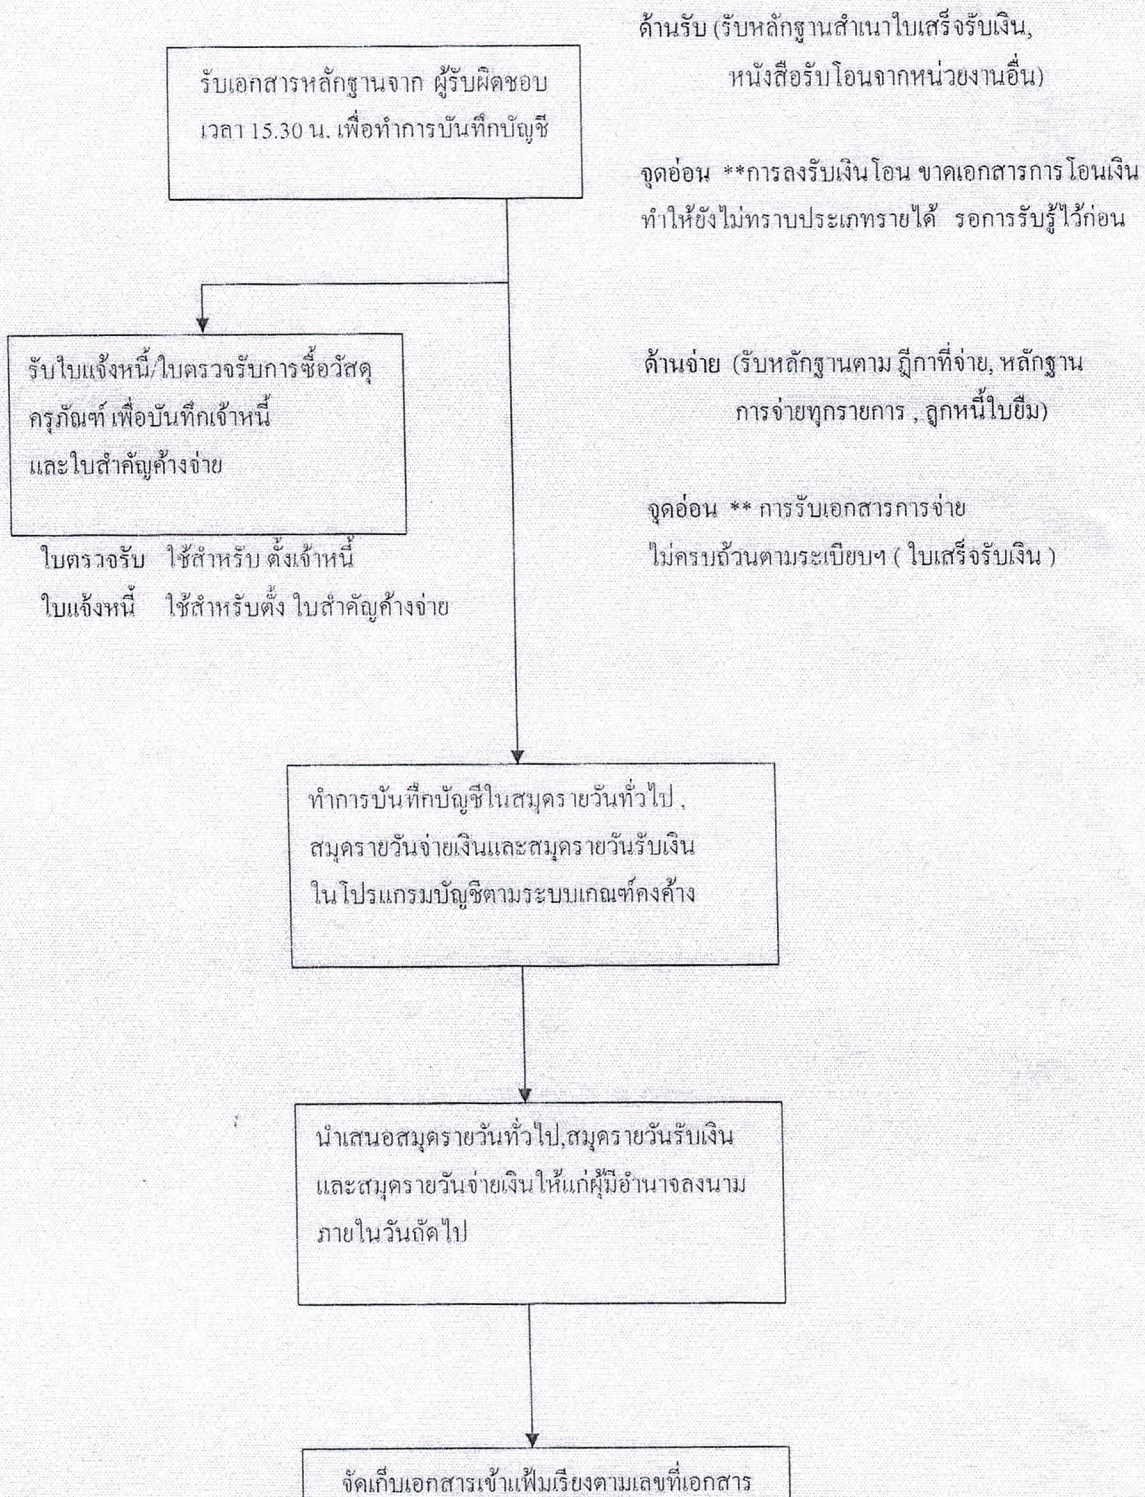 รับเอกสารหลักฐานจาก ผู้รับผิดชอบ
เวลา 15.30 น. เพื่อทำการบันทึกบัญชี
ด้านรับ (รับหลักฐานสำเนาใบเสร็จรับเงิน,
หนังสือรับโอนจากหน่วยงานอื่น)
จุดอ่อน **การลงรับเงินโอน ขาดเอกสารการโอนเงิน
ทำให้ยังไม่ทราบประเภทรายได้ รอการรับรู้ไว้ก่อน
รับใบแจ้งหนี้/ใบตรวจรับการซื้อวัสดุ
ครุภัณฑ์ เพื่อบันทึกเจ้าหนี้
และใบสำคัญค้างจ่าย
ใบตรวจรับ ใช้สำหรับ ตั้งเจ้าหนี้
ใบแจ้งหนี้ ใช้สำหรับตั้ง ใบสำคัญค้างจ่าย
ด้านจ่าย (รับหลักฐานตาม ฎีกาที่จ่าย, หลักฐาน
การจ่ายทุกรายการ , ลูกหนี้ใบยืม)
จุดอ่อน ** การรับเอกสารการจ่าย
ไม่ครบถ้วนตามระเบียบฯ ( ใบเสร็จรับเงิน )
ทำการบันทึกบัญชีในสมุดรายวันทั่วไป ,
สมุดรายวันจ่ายเงินและสมุดรายวันรับเงิน
ในโปรแกรมบัญชีตามระบบเกณฑ์คงค้าง
นำเสนอสมุดรายวันทั่วไป,สมุดรายวันรับเงิน
และสมุดรายวันจ่ายเงินให้แก่ผู้มีอำนาจลงนาม
ภายในวันถัดไป
จัดเก็บเอกสารเข้าแฟ้มเรียงตามเลขที่เอกสาร